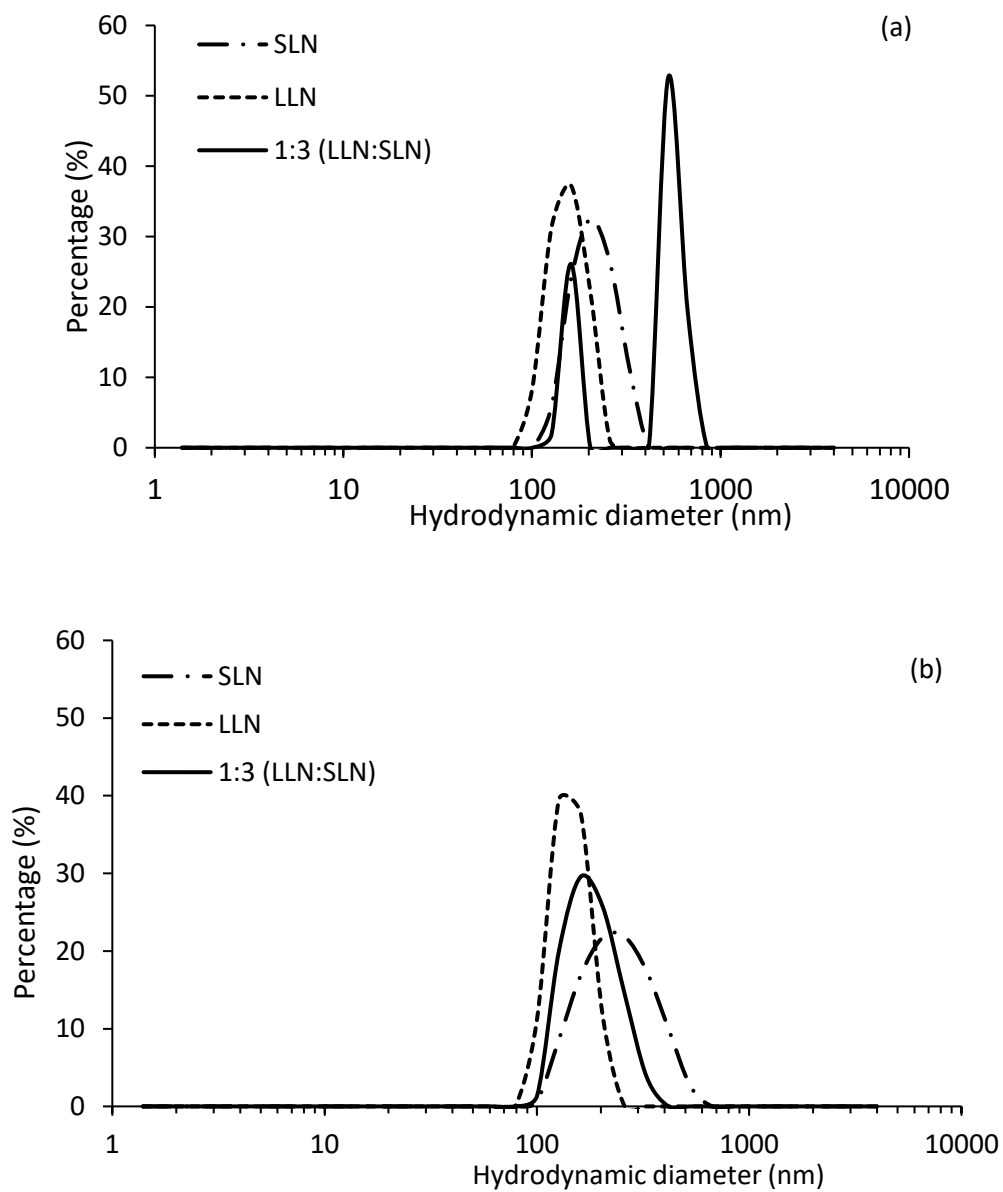 (a)
SLN
LLN
1:3 (LLN:SLN)
Percentage (%)
60
50
40
30
20
10
0
1 10 100 1000 10000
Hydrodynamic diameter (nm)
(b)
SLN
LLN
1:3 (LLN:SLN)
Percentage (%)
60
50
40
30
20
10
0
1 10 100 1000 10000
Hydrodynamic diameter (nm)